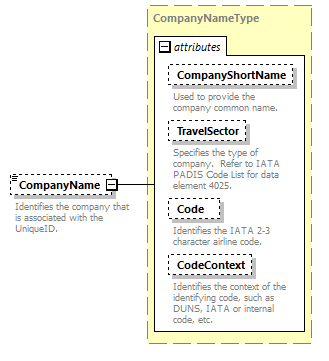 CompanyNameType
attributes
CompanyShortName
Used to provide the
company common name.
TravelSector
Specifies the type of
company.  Refer to IATA
PADIS Code List for data
element 4025.
CompanyName
Identifies the company that
is associated with the
UniqueID.
Code
Identifies the IATA 2-3
character airline code.
CodeContext
Identifies the context of the
identifying code, such as
DUNS, IATA or internal
code, etc.